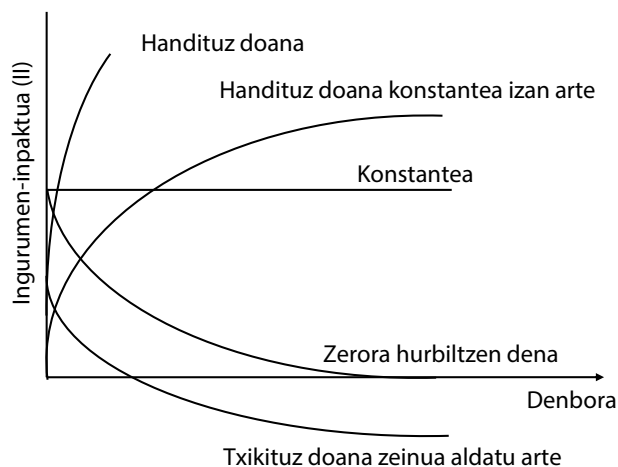 Handituz doana
Handituz doana konstantea izan arte
Konstantea
Ingurumen-inpaktua (II)
Zerora hurbiltzen dena
Denbora
Txikituz doana zeinua aldatu arte